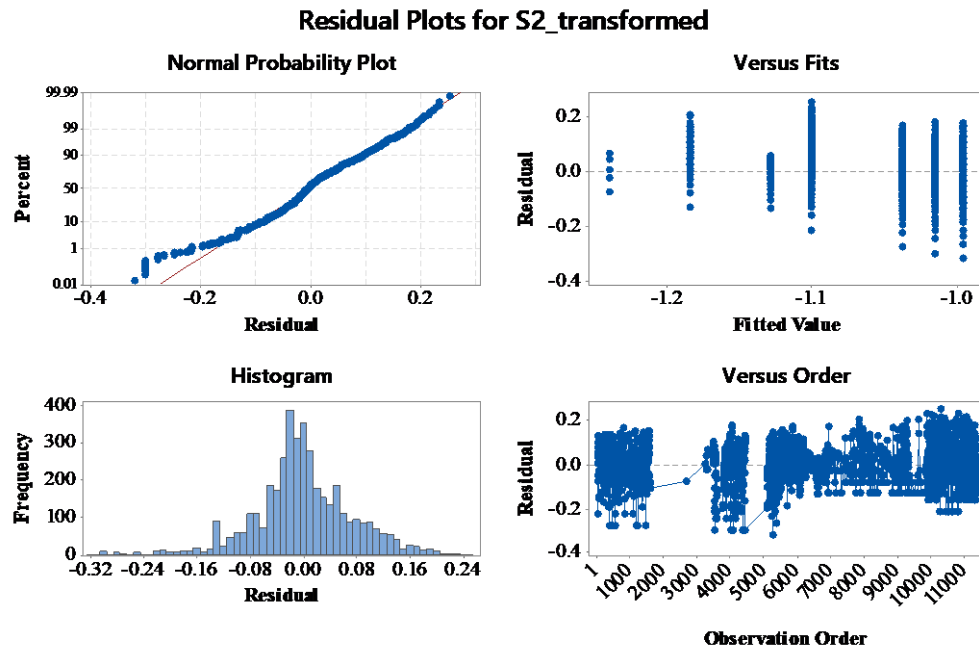 Residual Plots for S2_transformed
Normal Probability Plot
Percent
99.99
99
90
50
10
1
0.01
-0.4 -0.2 0.0 0.2
Residual
Versus Fits
Residual
0.2
0.0
-0.2
-0.4
-1.2 -1.1 -1.0
Fitted Value
Histogram
Frequency
400
300
200
100
0
-0.32 -0.24 -0.16 -0.08 0.00 0.08 0.16 0.24
Residual
Versus Order
Residual
0.2
0.0
-0.2
-0.4
1 1000 2000 3000 4000 5000 6000 7000 8000 9000 10000 11000
Observation Order